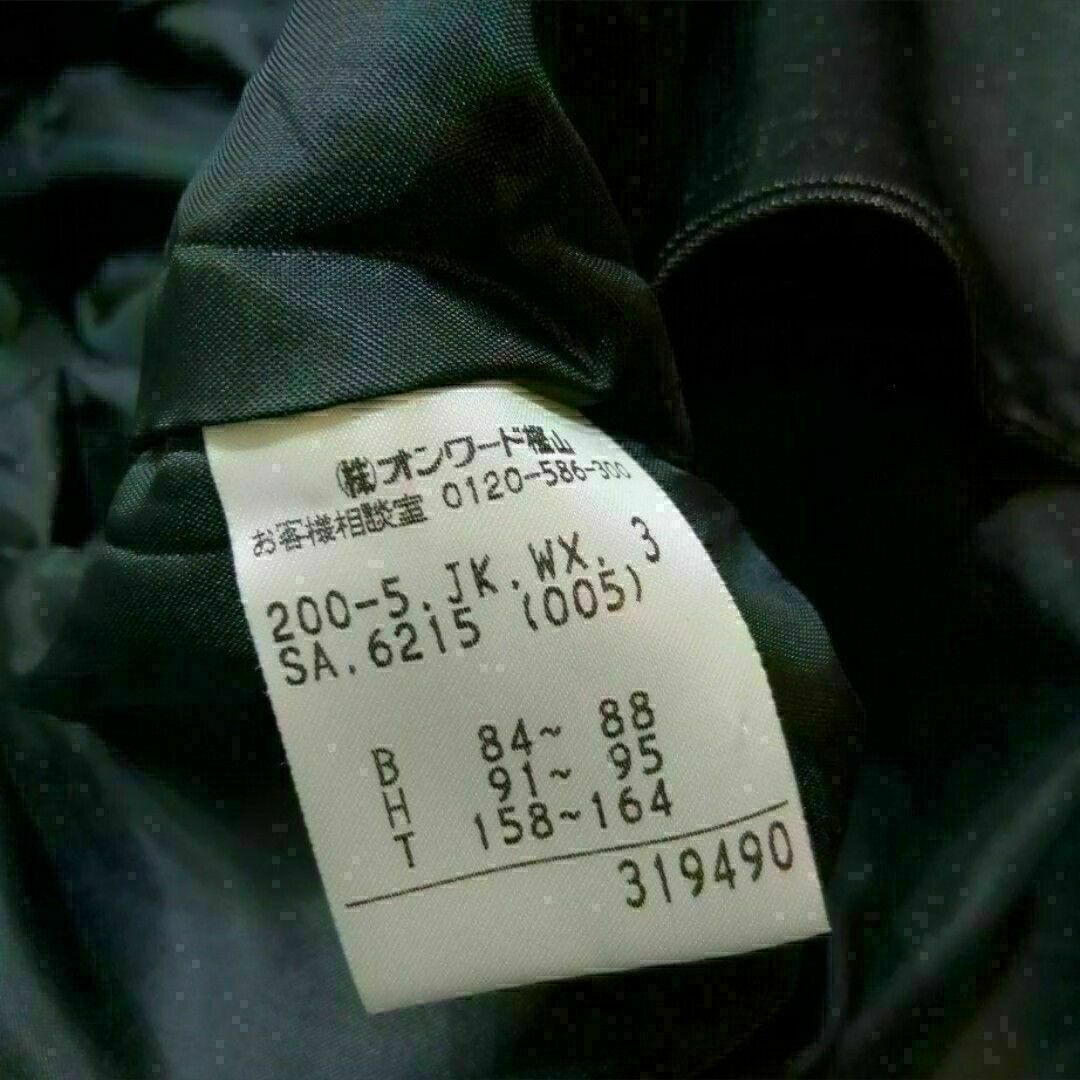 (株)オンワード樫山
お客様相談室 0120-586-300
200-5.JK.WX. 3
SA.6215 (005)
B 84~ 88
H 91~ 95
T 158~164
319490